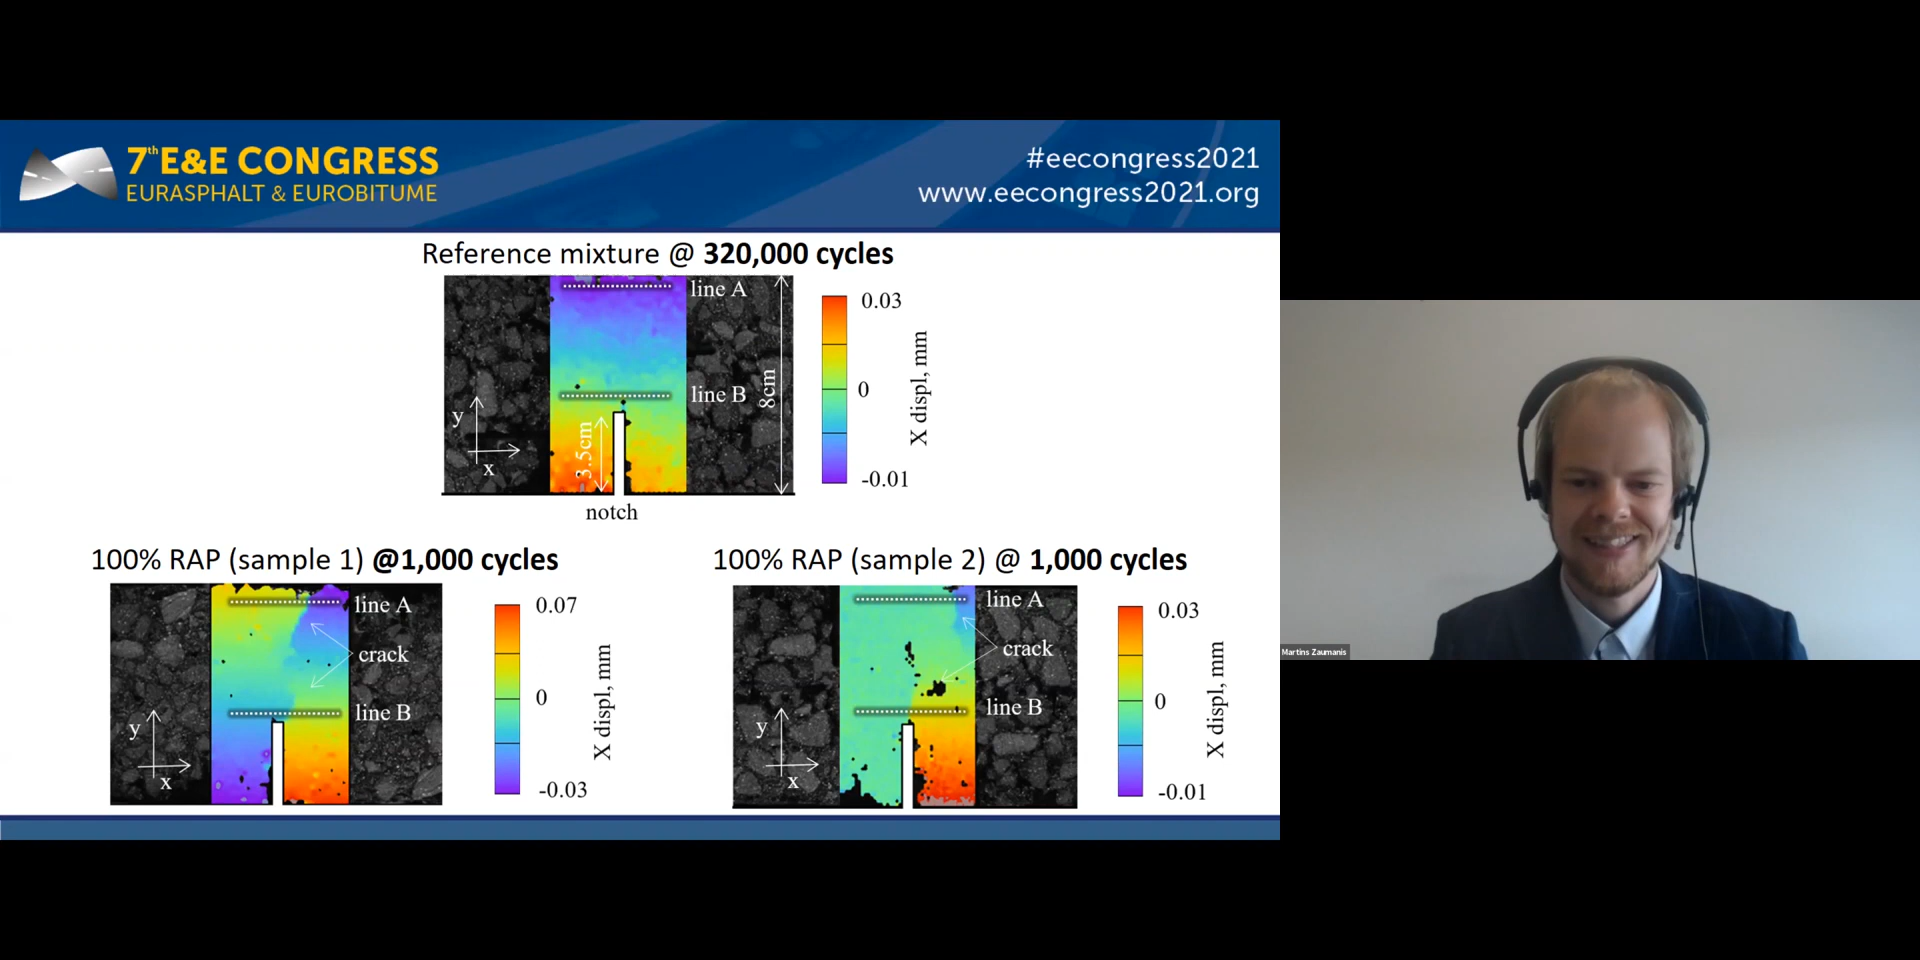 7th E&E CONGRESS
EURASPHALT & EUROBITUME
#eecongress2021
www.eecongress2021.org
Reference mixture @ 320,000 cycles
line A
line B
8cm
3.5cm
y
x
notch
0.03
0
-0.01
X displ, mm
100% RAP (sample 1) @1,000 cycles
line A
crack
line B
y
x
0.07
0
-0.03
X displ, mm
100% RAP (sample 2) @ 1,000 cycles
line A
crack
line B
y
x
0.03
0
-0.01
X displ, mm
Martins Zaumanis